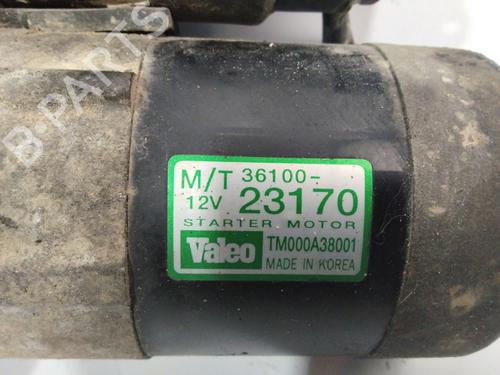 B-PARTS
M/T 36100-
12V 23170
STARTER MOTOR
Valeo TM000A38001
MADE IN KOREA